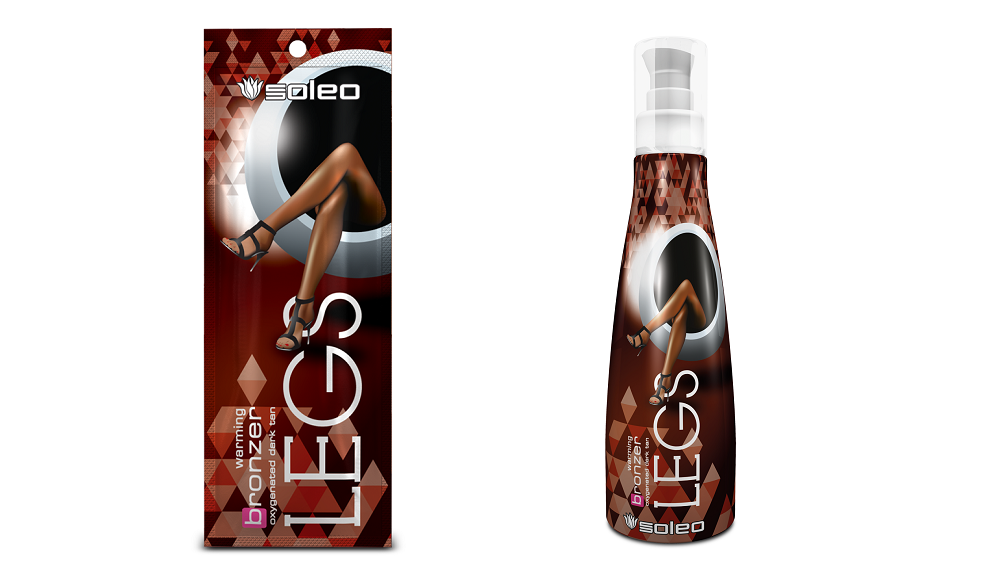 soleo
LEGS
warming
bronzer
oxygenated dark tan
LEGS
warming
bronzer
oxygenated dark tan
soleo